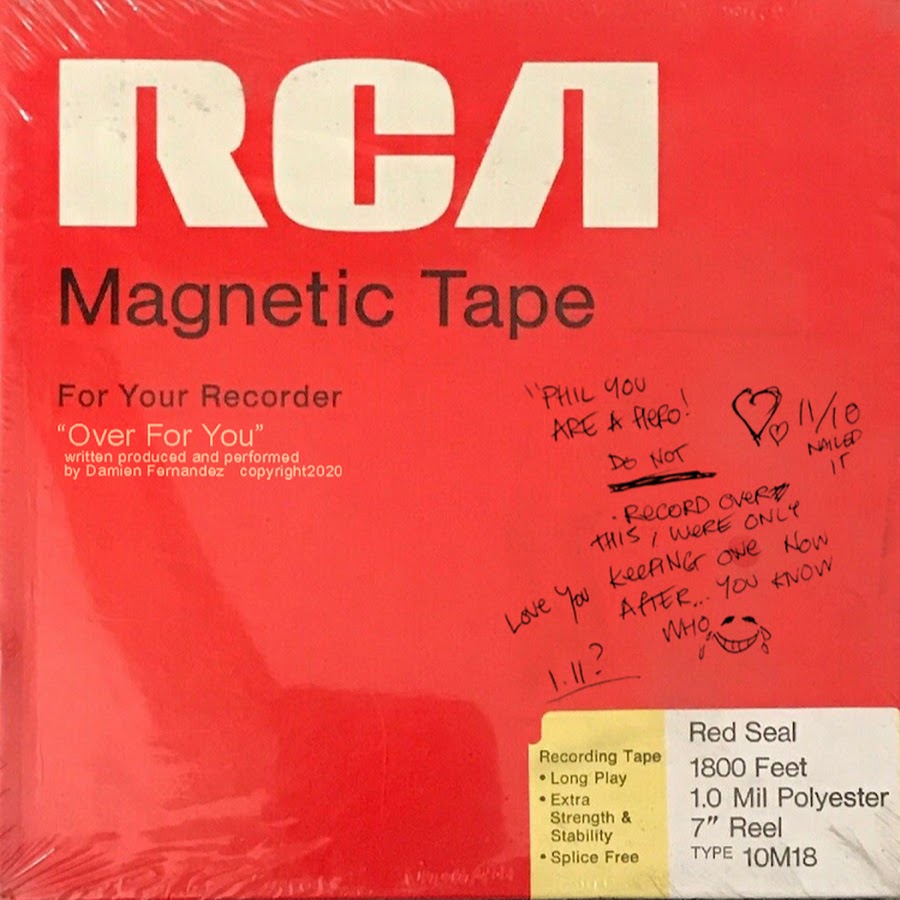 RCA
Magnetic Tape
For Your Recorder
“Over For You”
written produced and performed
by Damien Fernandez copyright2020
"PHIL YOU
ARE A HERO!
11/10
NAILED
IT
DO NOT
RECORD OVER
THIS / WERE ONLY
KEEPING ONE NOW
AFTER... YOU KNOW
WHO
LOVE YOU
1.11?
Recording Tape
• Long Play
• Extra
Strength &
Stability
• Splice Free
Red Seal
1800 Feet
1.0 Mil Polyester
7” Reel
TYPE 10M18